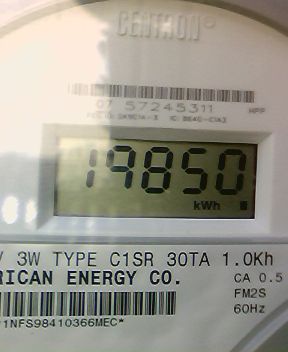 CENTRON®
07 57245311 HPP
19850
kWh
3W TYPE C1SR 30TA 1.0Kh
RICAN ENERGY CO. CA 0.5
FM2S
60Hz
1NFS98410366MEC*